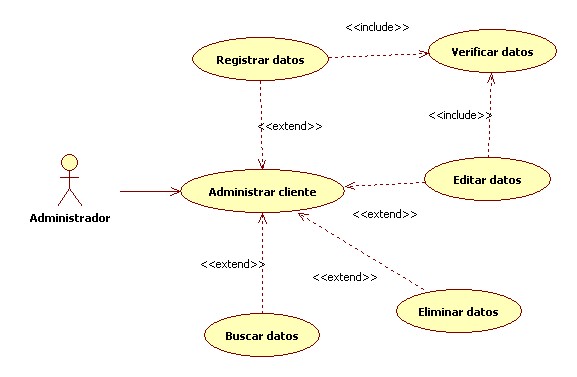 <<include>>
Registrar datos
Verificar datos
<<extend>>
<<include>>
Administrador
Administrar cliente
Editar datos
<<extend>>
<<extend>>
<<extend>>
Buscar datos
Eliminar datos